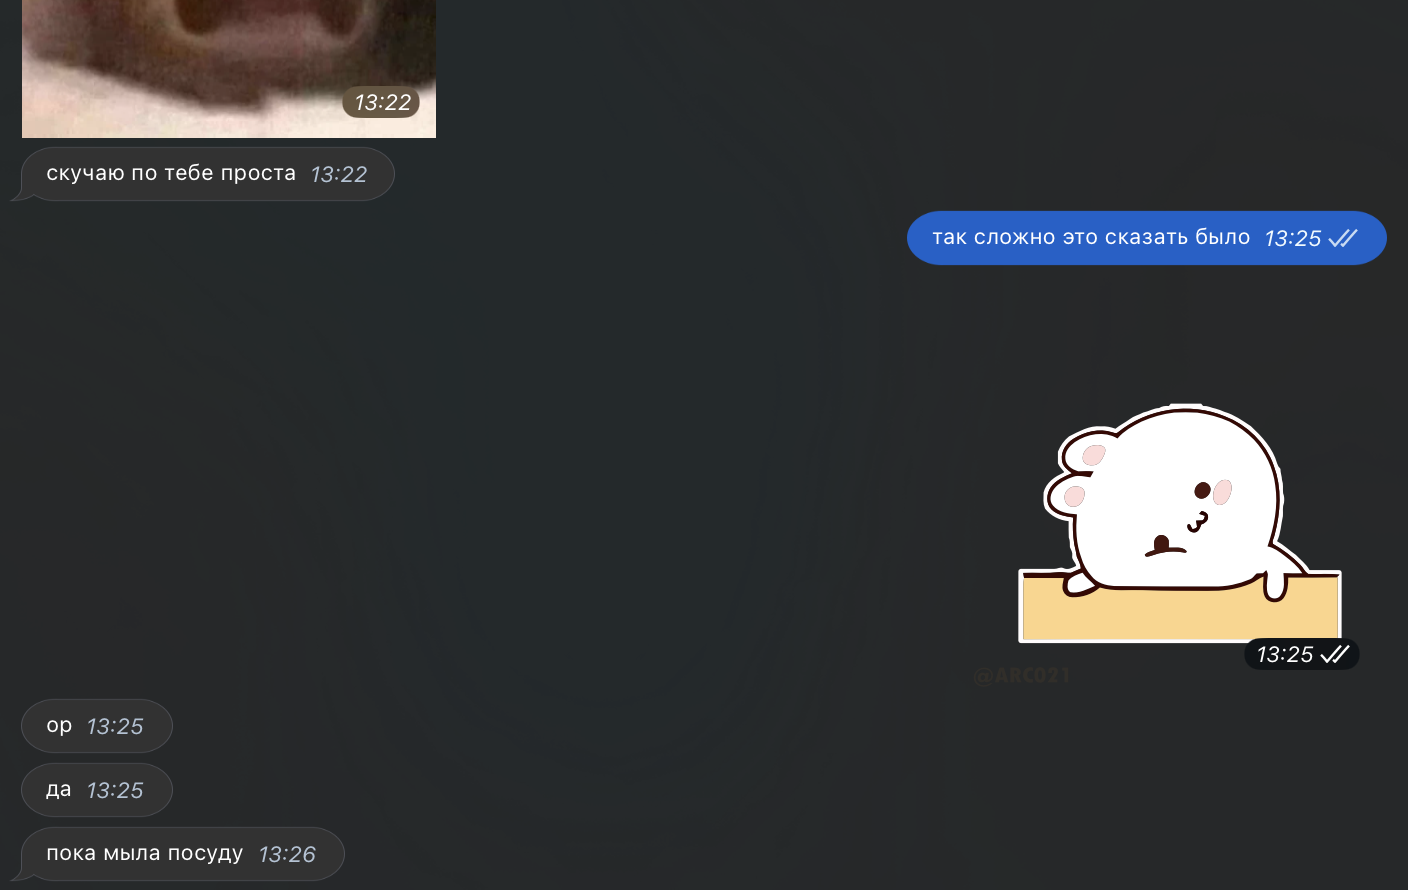 13:22
скучаю по тебе проста 13:22
так сложно это сказать было 13:25
13:25
@ARC021
ор 13:25
да 13:25
пока мыла посуду 13:26